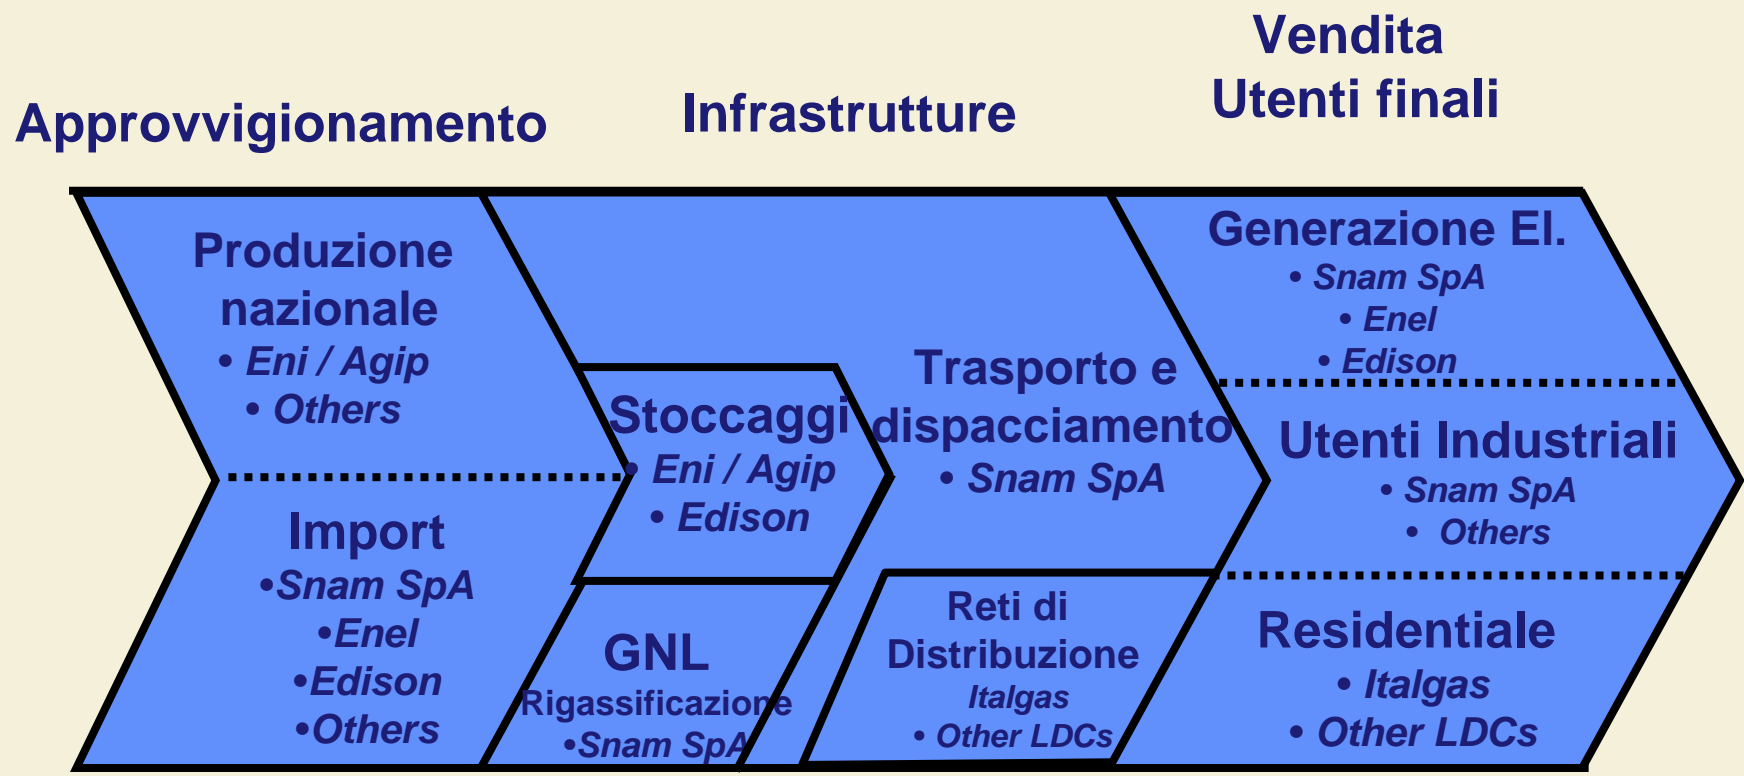 Approvvigionamento
Infrastrutture
Vendita
Utenti finali
Produzione
nazionale
• Eni / Agip
• Others
Import
•Snam SpA
•Enel
•Edison
•Others
Stoccaggi
• Eni / Agip
• Edison
GNL
Rigassificazione
•Snam SpA
Trasporto e
dispacciamento
• Snam SpA
Reti di
Distribuzione
Italgas
• Other LDCs
Generazione El.
• Snam SpA
• Enel
• Edison
Utenti Industriali
• Snam SpA
• Others
Residentiale
• Italgas
• Other LDCs